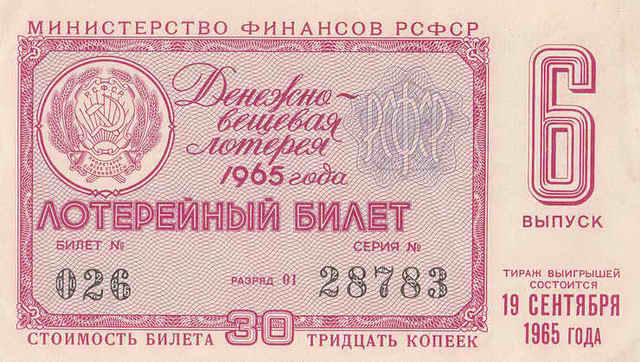 МИНИСТЕРСТВО ФИНАНСОВ РСФСР
РСФСР
Денежно-
вещевая
лотерея
1965 года
РСФСР
ЛОТЕРЕЙНЫЙ БИЛЕТ
БИЛЕТ №
СЕРИЯ №
026
РАЗРЯД 01
28783
СТОИМОСТЬ БИЛЕТА 30 ТРИДЦАТЬ КОПЕЕК
6
ВЫПУСК
ТИРАЖ ВЫИГРЫШЕЙ
СОСТОИТСЯ
19 СЕНТЯБРЯ
1965 ГОДА